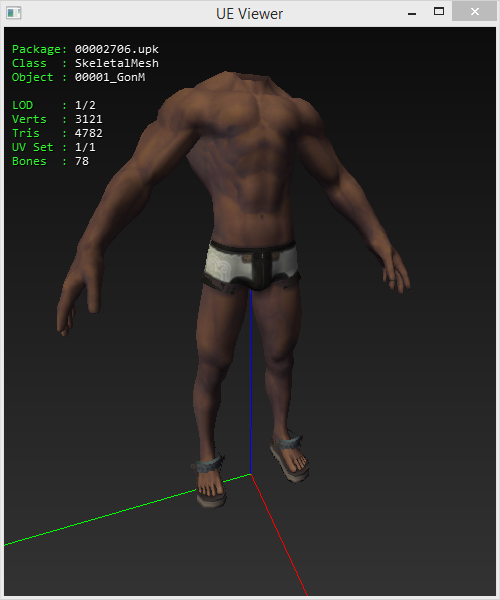 UE Viewer
Package: 00002706.upk
Class : SkeletalMesh
Object : 00001_GonM
LOD : 1/2
Verts : 3121
Tris : 4782
UV Set : 1/1
Bones : 78